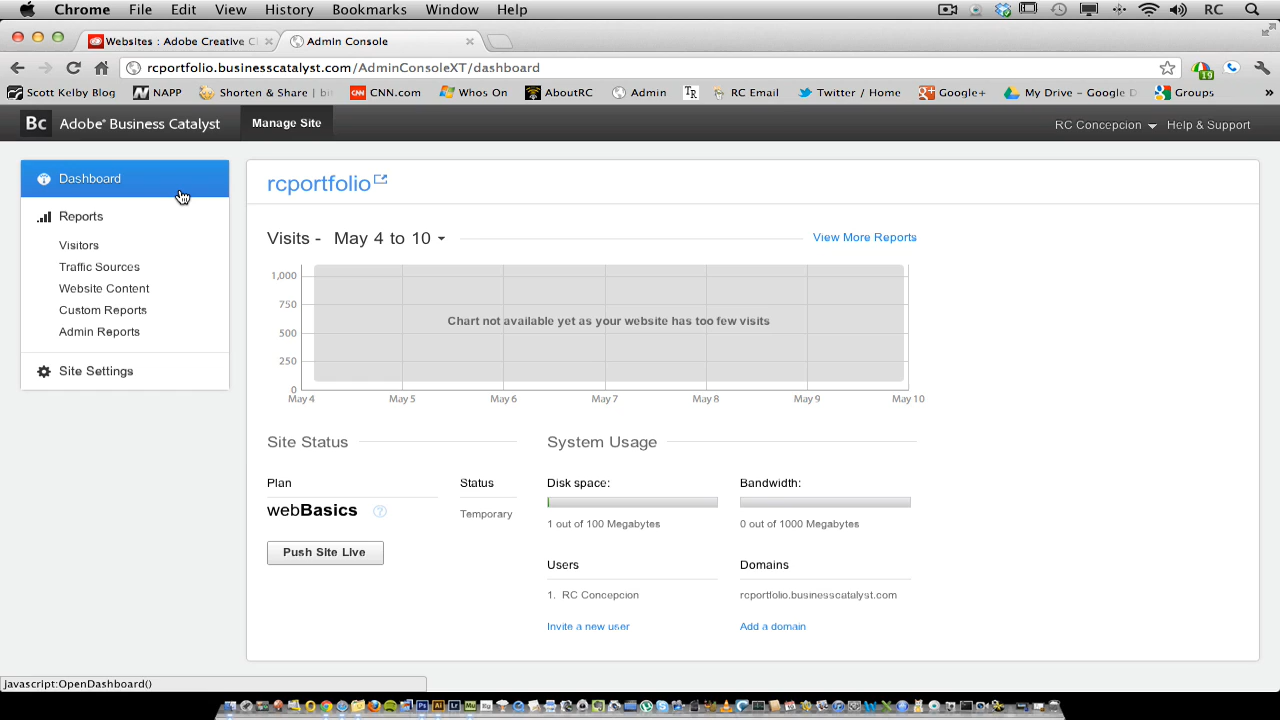 Chrome File Edit View History Bookmarks Window Help RC
Websites : Adobe Creative Cl Admin Console
rcportfolio.businesscatalyst.com/AdminConsoleXT/dashboard 19
Scott Kelby Blog NAPP Shorten & Share ! CNN.com Whos On AboutRC Admin TR RC Email Twitter / Home Google+ My Drive - Google D Groups »
Bc Adobe® Business Catalyst Manage Site RC Concepcion Help & Support
Dashboard
Reports
Visitors
Traffic Sources
Website Content
Custom Reports
Admin Reports
Site Settings
rcportfolio
Visits - May 4 to 10 View More Reports
1,000
750
500
250
0
Chart not available yet as your website has too few visits
May 4 May 5 May 6 May 7 May 8 May 9 May 10
Site Status
Plan Status
webBasics ? Temporary
Push Site Live
System Usage
Disk space: Bandwidth:
1 out of 100 Megabytes 0 out of 1000 Megabytes
Users Domains
1. RC Concepcion rcportfolio.businesscatalyst.com
Invite a new user Add a domain
Javascript:OpenDashboard()